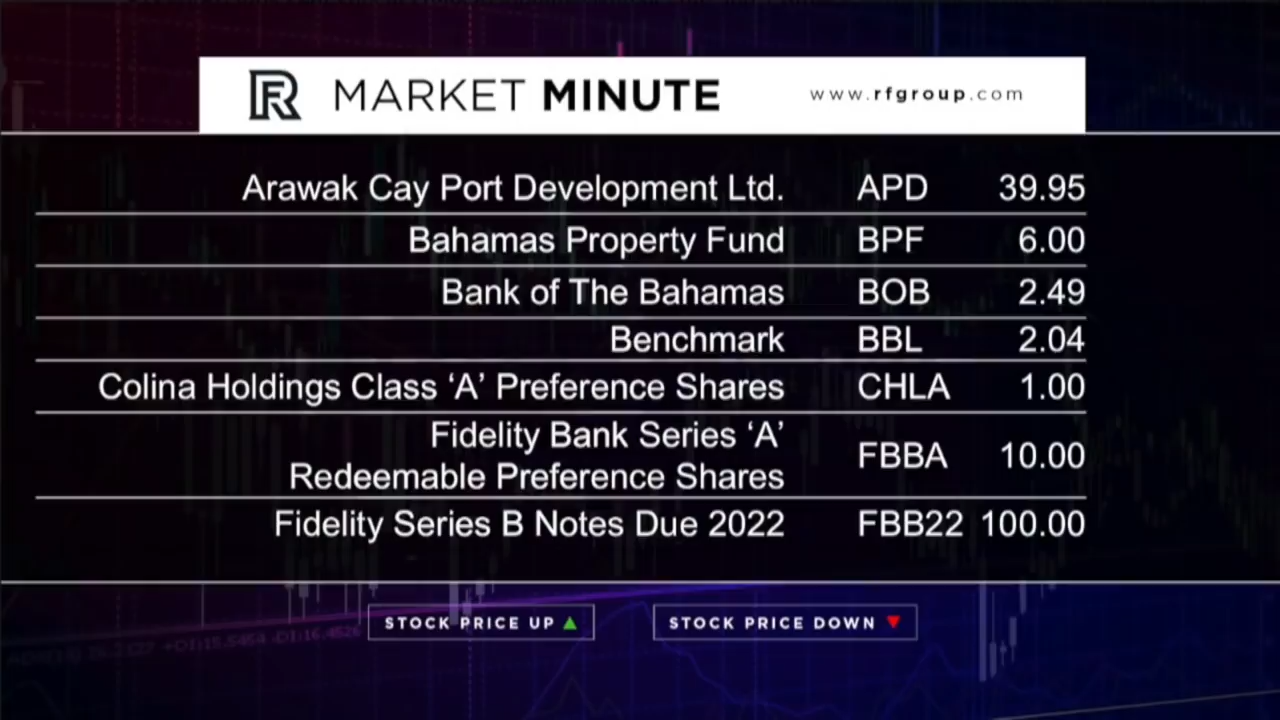 FR MARKET MINUTE www.rfgroup.com
Arawak Cay Port Development Ltd. APD 39.95
Bahamas Property Fund BPF 6.00
Bank of The Bahamas BOB 2.49
Benchmark BBL 2.04
Colina Holdings Class ‘A’ Preference Shares CHLA 1.00
Fidelity Bank Series ‘A’
Redeemable Preference Shares FBBA 10.00
Fidelity Series B Notes Due 2022 FBB22 100.00
STOCK PRICE UP ▲ STOCK PRICE DOWN ▼